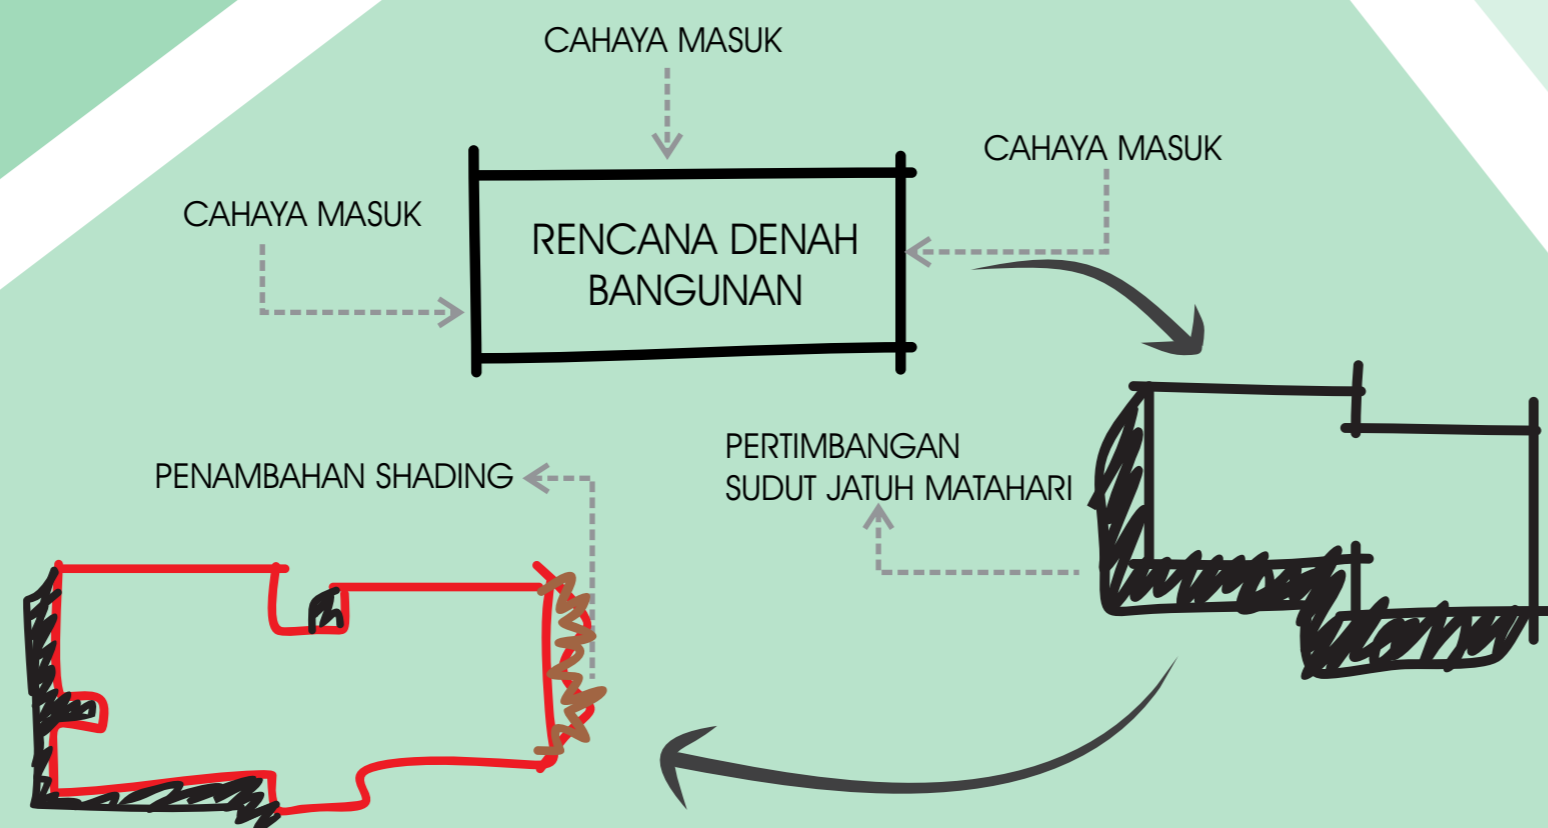 CAHAYA MASUK
CAHAYA MASUK
CAHAYA MASUK
RENCANA DENAH
BANGUNAN
PERTIMBANGAN
SUDUT JATUH MATAHARI
PENAMBAHAN SHADING